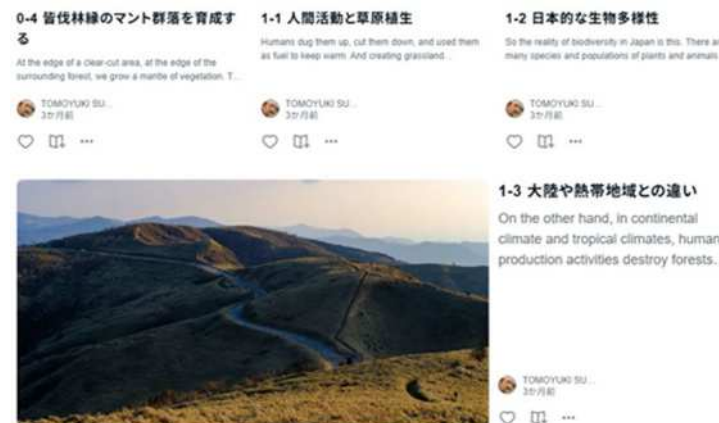 0-4 皆伐林縁のマント群落を育成す
る
At the edge of a clear-cut area, at the edge of the
surrounding forest, we grow a mantle of vegetation. T...
TOMOYUKI SU...
3か月前
1-1 人間活動と草原植生
Humans dug them up, cut them down, and used them
as fuel to keep warm. And creating grassland...
TOMOYUKI SU...
3か月前
1-2 日本的な生物多様性
So the reality of biodiversity in Japan is this. There are
many species and populations of plants and animals
TOMOYUKI SU...
3か月前
1-3 大陸や熱帯地域との違い
On the other hand, in continental
climate and tropical climates, human
production activities destroy forests.
TOMOYUKI SU...
3か月前